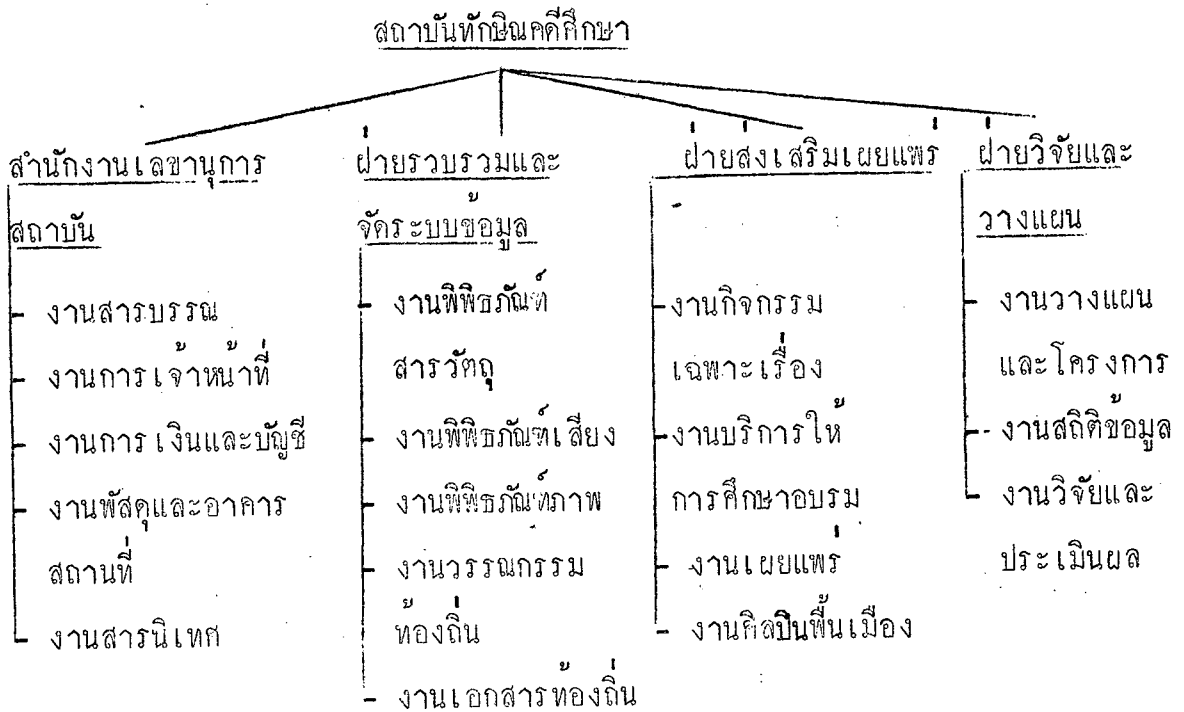 สถาบันทักษิณคดีศึกษา
สำนักงานเลขานุการ
สถาบัน
- งานสารบรรณ
- งานการเจ้าหน้าที่
- งานการเงินและบัญชี
- งานพัสดุและอาคาร
สถานที่
- งานสารนิเทศ
ฝ่ายรวบรวมและ
จัดระบบข้อมูล
- งานพิพิธภัณฑ์
สารวัตถุ
- งานพิพิธภัณฑ์เสียง
- งานพิพิธภัณฑ์ภาพ
- งานวรรณกรรม
ท้องถิ่น
- งานเอกสารท้องถิ่น
ฝ่ายส่งเสริมเผยแพร่
- งานกิจกรรม
เฉพาะเรื่อง
- งานบริการให้
การศึกษาอบรม
- งานเผยแพร่
- งานศิลปินพื้นเมือง
ฝ่ายวิจัยและ
วางแผน
- งานวางแผน
และโครงการ
- งานสถิติข้อมูล
- งานวิจัยและ
ประเมินผล